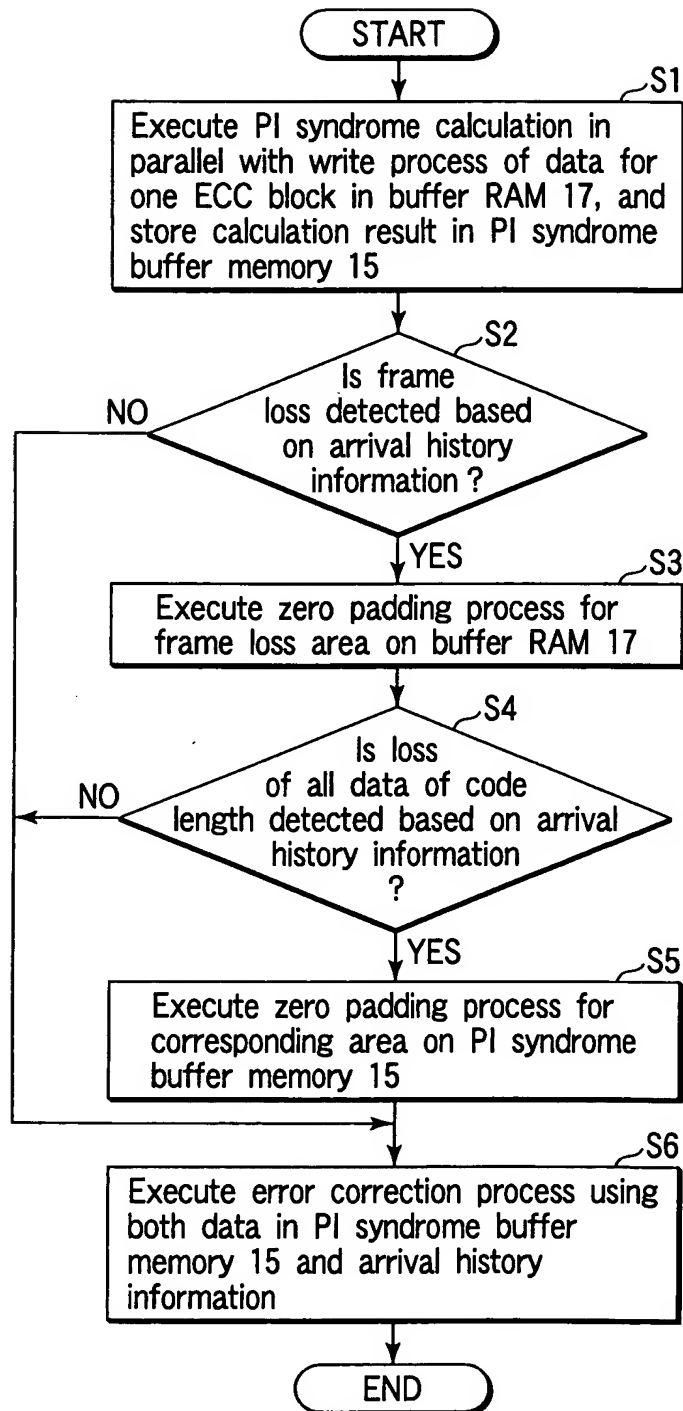 START
S1
Execute PI syndrome calculation in
parallel with write process of data for
one ECC block in buffer RAM 17, and
store calculation result in PI syndrome
buffer memory 15
S2
Is frame
loss detected based
on arrival history
information ?
NO
YES
S3
Execute zero padding process for
frame loss area on buffer RAM 17
S4
Is loss
of all data of code
length detected based on arrival
history information
?
NO
YES
S5
Execute zero padding process for
corresponding area on PI syndrome
buffer memory 15
S6
Execute error correction process using
both data in PI syndrome buffer
memory 15 and arrival history
information
END